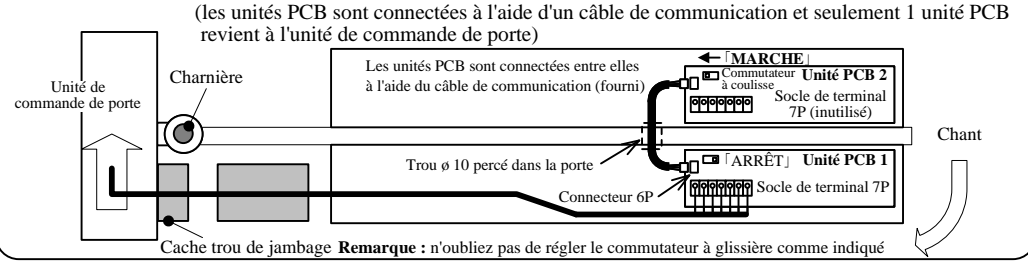 (les unités PCB sont connectées à l'aide d'un câble de communication et seulement 1 unité PCB
revient à l'unité de commande de porte)
Unité de
commande de porte
Charnière
Les unités PCB sont connectées entre elles
à l'aide du câble de communication (fourni)
「MARCHE」
Commutateur
à coulisse
Unité PCB 2
Socle de terminal
7P (inutilisé)
Chant
Trou ø 10 percé dans la porte
「ARRÊT」 Unité PCB 1
Connecteur 6P
Socle de terminal 7P
Cache trou de jambage Remarque : n'oubliez pas de régler le commutateur à glissière comme indiqué